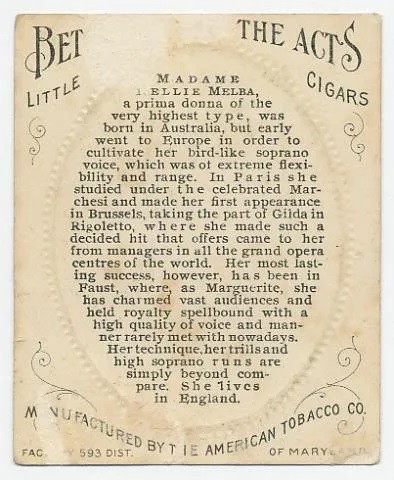 BET THE ACTS
LITTLE CIGARS
MADAME
NELLIE MELBA,
a prima donna of the
very highest type, was
born in Australia, but early
went to Europe in order to
cultivate her bird-like soprano
voice, which was of extreme flexi-
bility and range. In Paris she
studied under the celebrated Mar-
chesi and made her first appearance
in Brussels, taking the part of Gilda in
Rigoletto, where she made such a
decided hit that offers came to her
from managers in all the grand opera
centres of the world. Her most last-
ing success, however, has been in
Faust, where, as Marguerite, she
has charmed vast audiences and
held royalty spellbound with a
high quality of voice and man-
ner rarely met with nowadays.
Her technique, her trills and
high soprano runs are
simply beyond com-
pare. She lives
in England.
MANUFACTURED BY THE AMERICAN TOBACCO CO.
FACTORY 593 DIST. OF MARYLAND